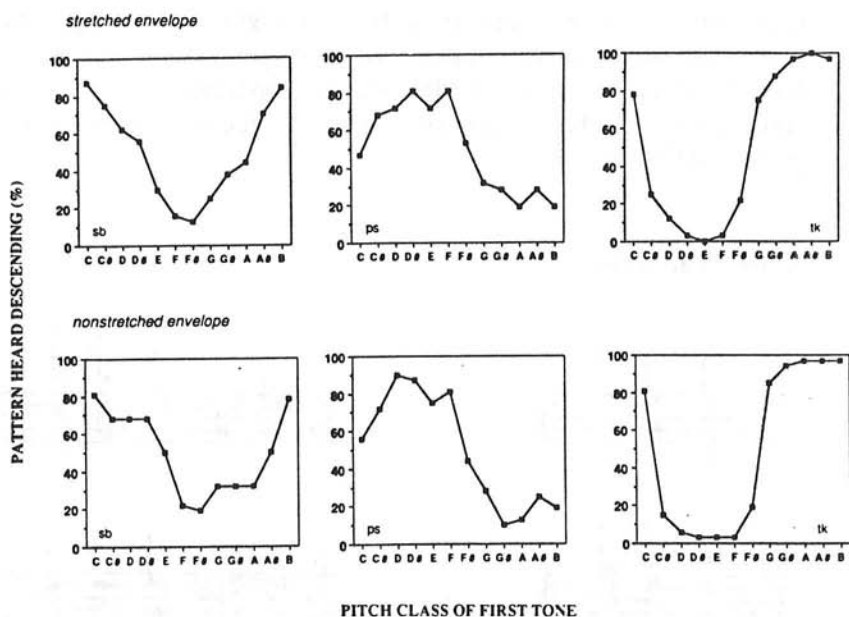 stretched envelope
PATTERN HEARD DESCENDING (%)
100
80
60
40
20
0
sb
C C# D D# E F F# G G# A A# B
100
80
60
40
20
0
ps
C C# D D# E F F# G G# A A# B
100
80
60
40
20
0
tk
C C# D D# E F F# G G# A A# B
nonstretched envelope
100
80
60
40
20
0
sb
C C# D D# E F F# G G# A A# B
100
80
60
40
20
0
ps
C C# D D# E F F# G G# A A# B
100
80
60
40
20
0
tk
C C# D D# E F F# G G# A A# B
PITCH CLASS OF FIRST TONE